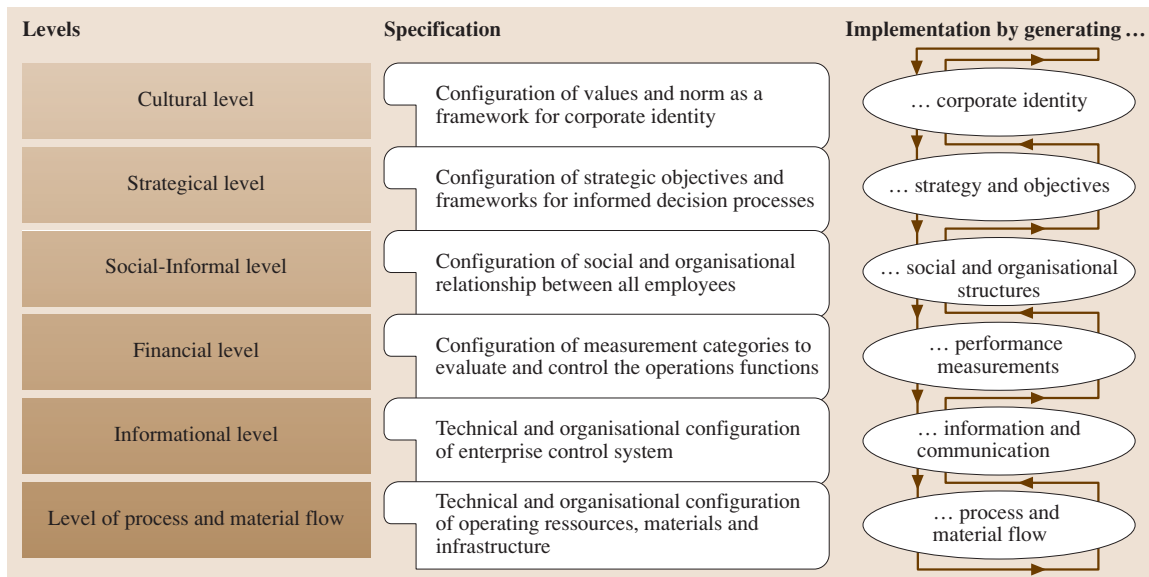 Levels
Specification
Implementation by generating …
Cultural level
Configuration of values and norm as a
framework for corporate identity
… corporate identity
Strategical level
Configuration of strategic objectives and
frameworks for informed decision processes
… strategy and objectives
Social-Informal level
Configuration of social and organisational
relationship between all employees
… social and organisational
structures
Financial level
Configuration of measurement categories to
evaluate and control the operations functions
… performance
measurements
Informational level
Technical and organisational configuration
of enterprise control system
… information and
communication
Level of process and material flow
Technical and organisational configuration
of operating ressources, materials and
infrastructure
… process and
material flow